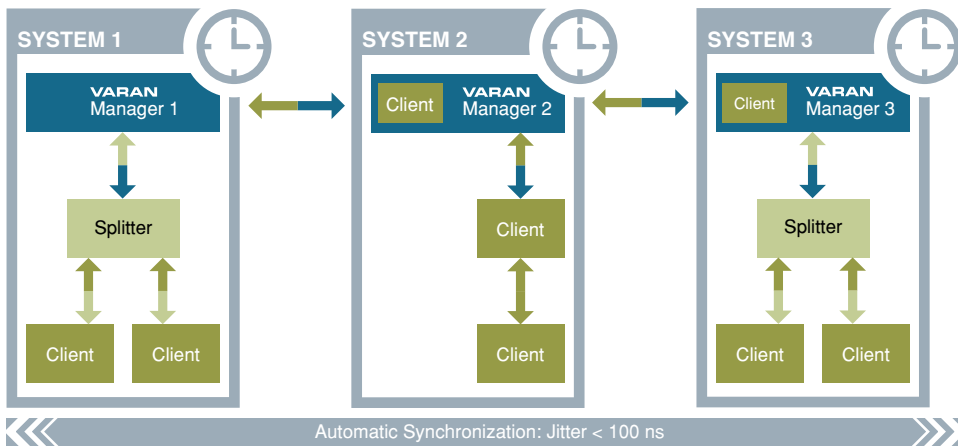 SYSTEM 1
VARAN
Manager 1
Splitter
Client
Client
SYSTEM 2
Client
VARAN
Manager 2
Client
Client
SYSTEM 3
Client
VARAN
Manager 3
Splitter
Client
Client
Automatic Synchronization: Jitter < 100 ns